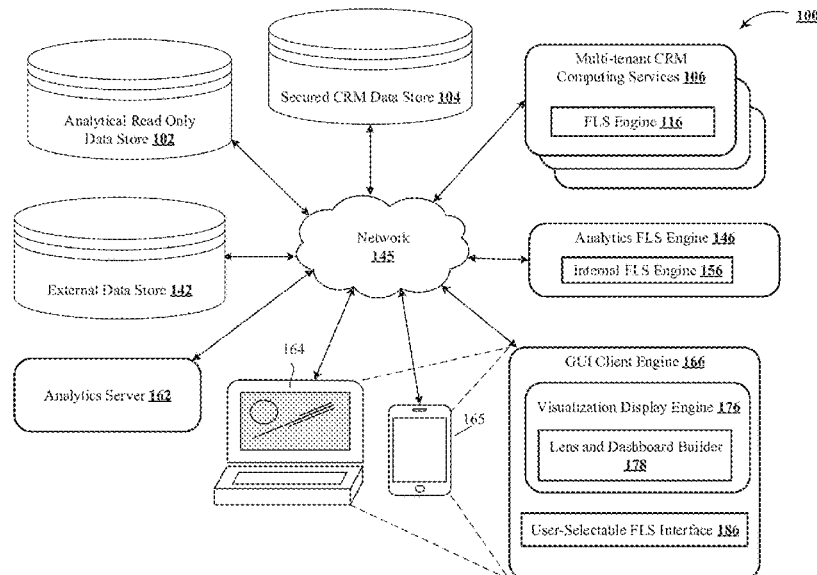 100
Analytical Read Only
Data Store 102
Secured CRM Data Store 104
Multi-tenant CRM
Computing Services 106
FLS Engine 116
External Data Store 142
Network
145
Analytics FLS Engine 146
Internal FLS Engine 156
Analytics Server 162
164
165
GUI Client Engine 166
Visualization Display Engine 176
Lens and Dashboard Builder
178
User-Selectable FLS Interface 186